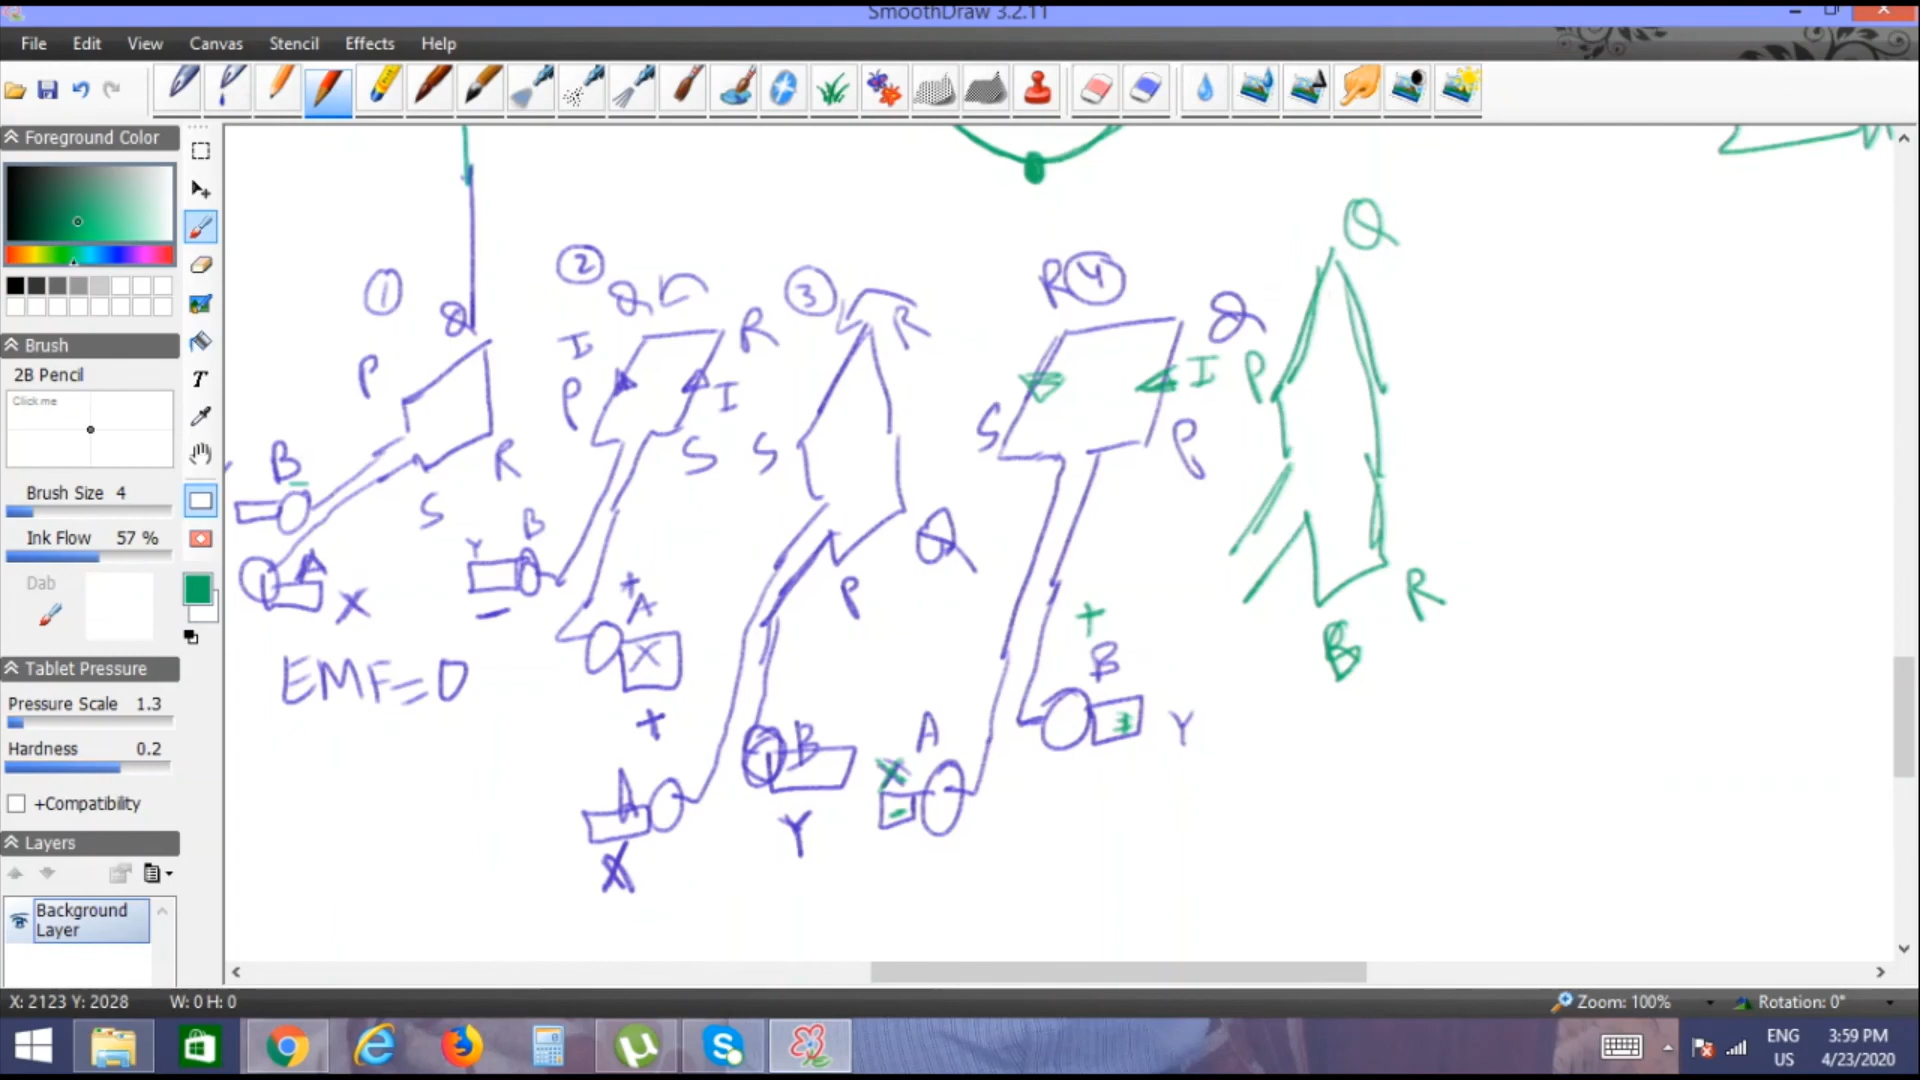 SmoothDraw 3.2.11
File Edit View Canvas Stencil Effects Help
Foreground Color
Brush
2B Pencil
Click me
Brush Size 4
Ink Flow 57 %
Dab
Tablet Pressure
Pressure Scale 1.3
Hardness 0.2
+Compatibility
Layers
Background Layer
T
1
P
Q
R
S
B
A
X
EMF=0
2
Q
R
I
P
I
S
Y
B
-
+
A
X
+
3
R
S
Q
P
A
X
B
Y
R 4
Q
I
S
P
+
B
Y
A
X
-
Q
P
R
B
X: 2123 Y: 2028 W: 0 H: 0
Zoom: 100% Rotation: 0°
ENG
US
3:59 PM
4/23/2020